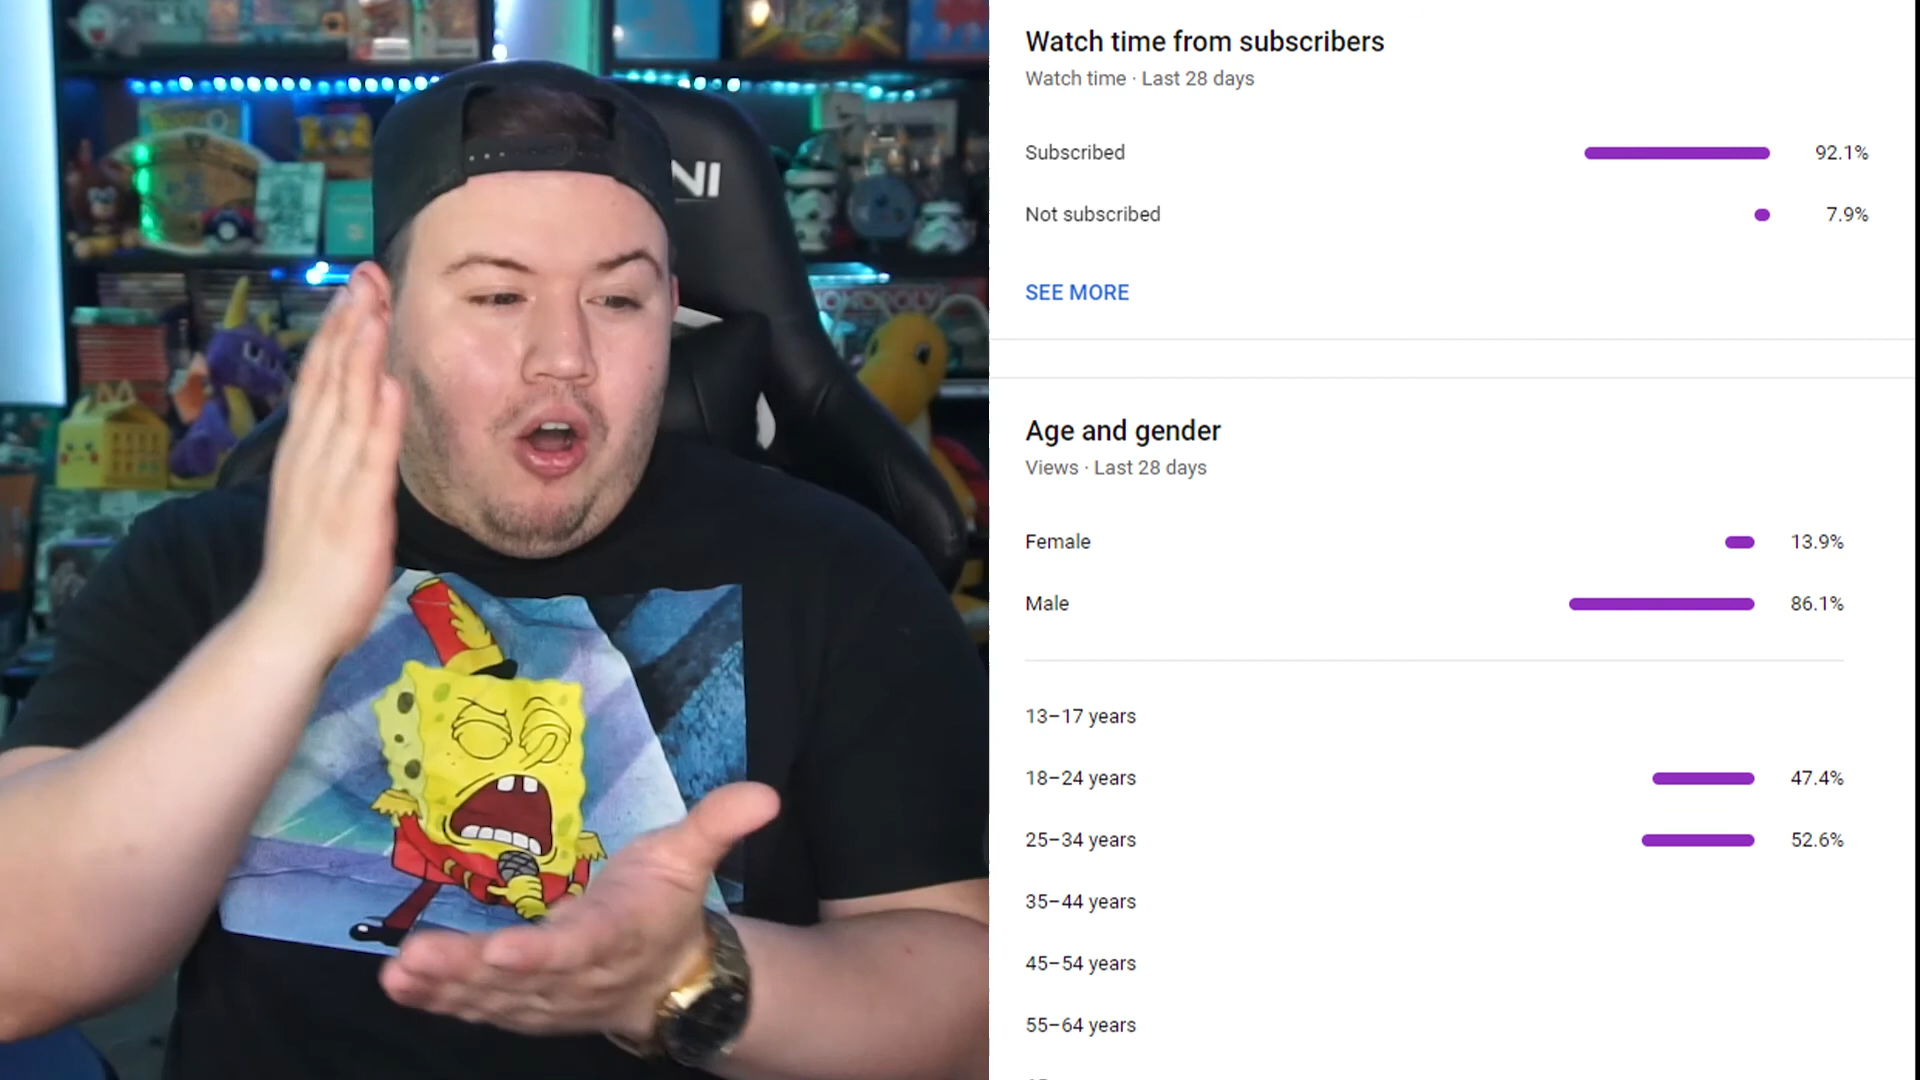 NI
MONOPOLY
Watch time from subscribers
Watch time · Last 28 days
Subscribed 92.1%
Not subscribed 7.9%
SEE MORE
Age and gender
Views · Last 28 days
Female 13.9%
Male 86.1%
13–17 years
18–24 years 47.4%
25–34 years 52.6%
35–44 years
45–54 years
55–64 years